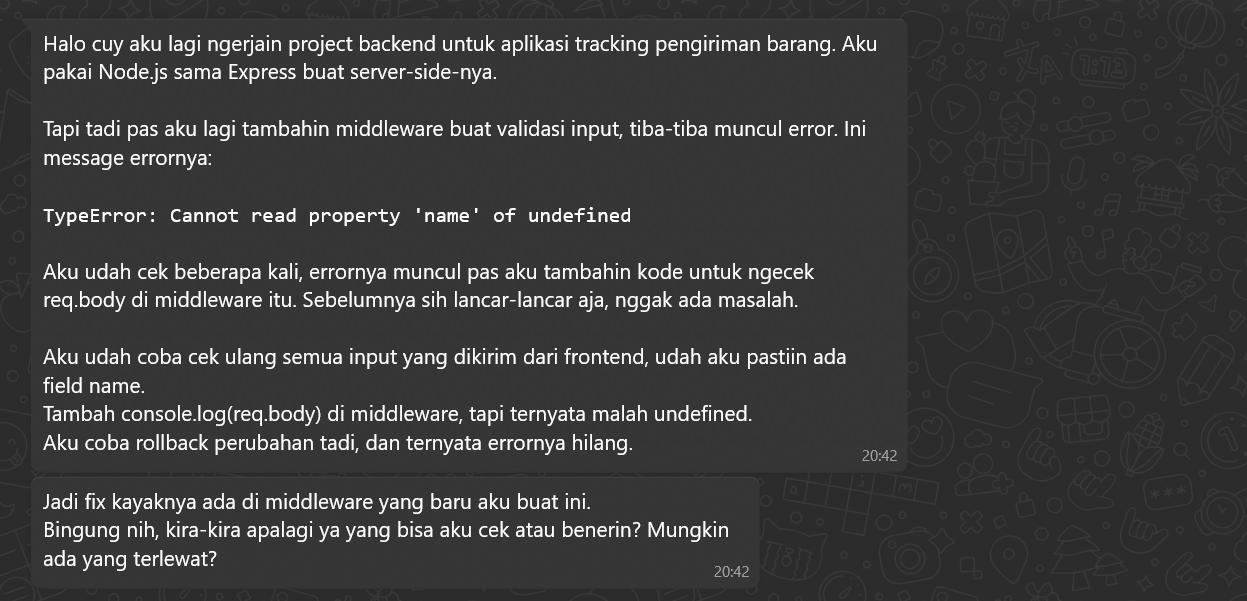 Halo cuy aku lagi ngerjain project backend untuk aplikasi tracking pengiriman barang. Aku
pakai Node.js sama Express buat server-side-nya.
Tapi tadi pas aku lagi tambahin middleware buat validasi input, tiba-tiba muncul error. Ini
message errornya:
TypeError: Cannot read property 'name' of undefined
Aku udah cek beberapa kali, errornya muncul pas aku tambahin kode untuk ngecek
req.body di middleware itu. Sebelumnya sih lancar-lancar aja, nggak ada masalah.
Aku udah coba cek ulang semua input yang dikirim dari frontend, udah aku pastiin ada
field name.
Tambah console.log(req.body) di middleware, tapi ternyata malah undefined.
Aku coba rollback perubahan tadi, dan ternyata errornya hilang.
20:42
Jadi fix kayaknya ada di middleware yang baru aku buat ini.
Bingung nih, kira-kira apalagi ya yang bisa aku cek atau benerin? Mungkin
ada yang terlewat?
20:42